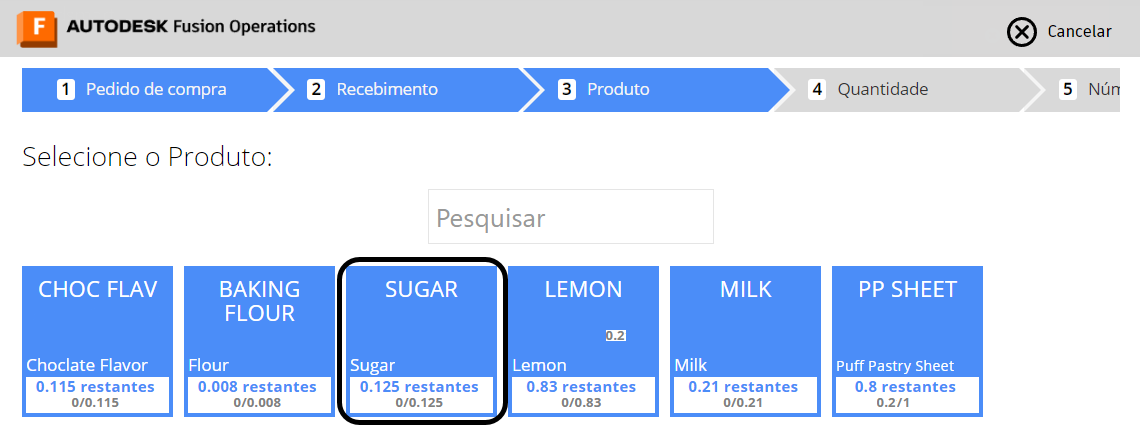 F AUTODESK Fusion Operations
Cancelar
1 Pedido de compra
2 Recebimento
3 Produto
4 Quantidade
5 Núm
Selecione o Produto:
Pesquisar
CHOC FLAV
Choclate Flavor
0.115 restantes
0/0.115
BAKING
FLOUR
Flour
0.008 restantes
0/0.008
SUGAR
Sugar
0.125 restantes
0/0.125
LEMON
0.2
Lemon
0.83 restantes
0/0.83
MILK
Milk
0.21 restantes
0/0.21
PP SHEET
Puff Pastry Sheet
0.8 restantes
0.2/1